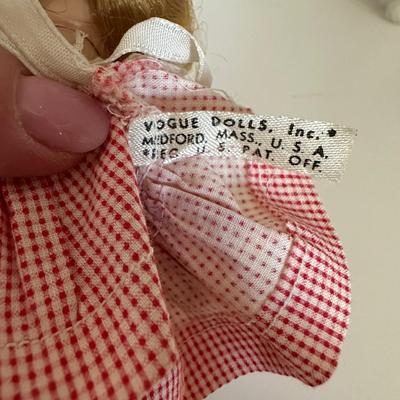 VOGUE DOLLS, Inc.*
MEDFORD, MASS., U.S.A.
*REG. U.S. PAT. OFF.